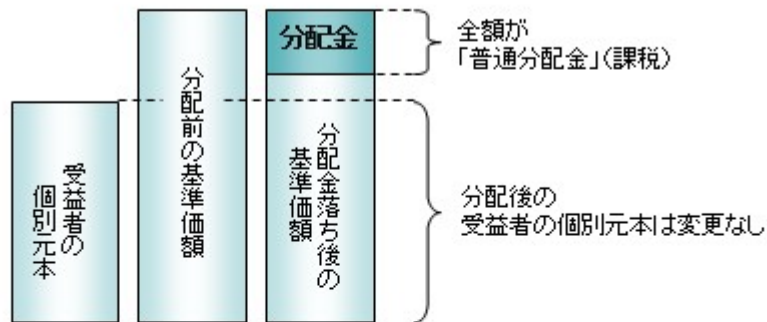 受益者の
個別元本
分配前の基準価額
分配金
分配金落ち後の
基準価額
全額が
「普通分配金」(課税)
分配後の
受益者の個別元本は変更なし